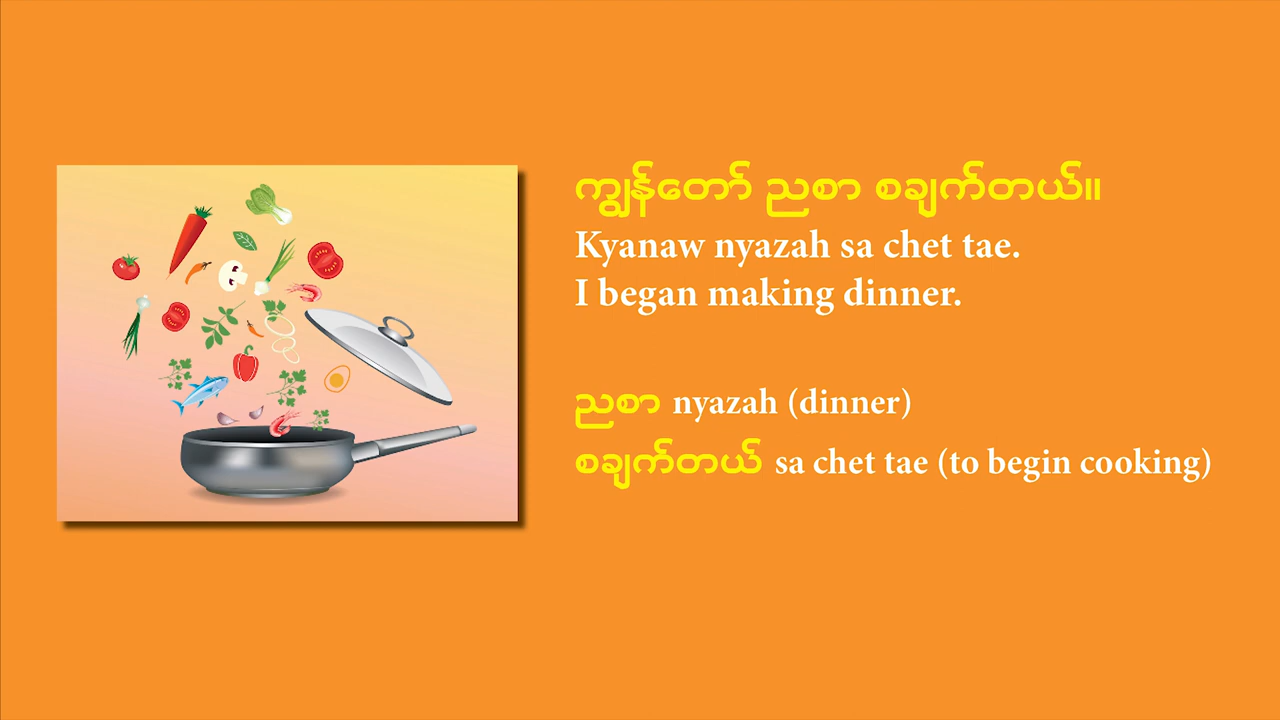 ကျွန်တော် ညစာ စချက်တယ်။
Kyanaw nyazah sa chet tae.
I began making dinner.
ညစာ nyazah (dinner)
စချက်တယ် sa chet tae (to begin cooking)